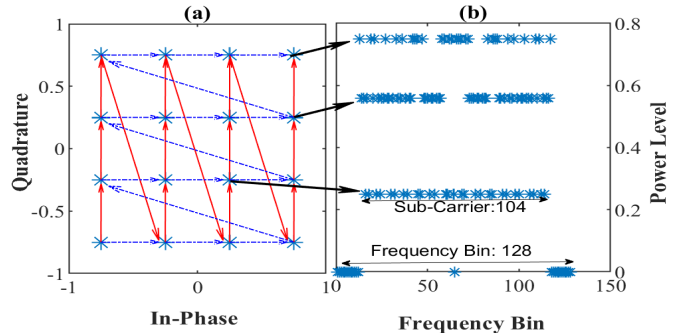 (a)
(b)
1
0.5
0
-0.5
-1
Quadrature
-1
0
1
In-Phase
0.8
0.6
0.4
0.2
0
Power Level
Sub-Carrier:104
Frequency Bin: 128
0
50
100
150
Frequency Bin